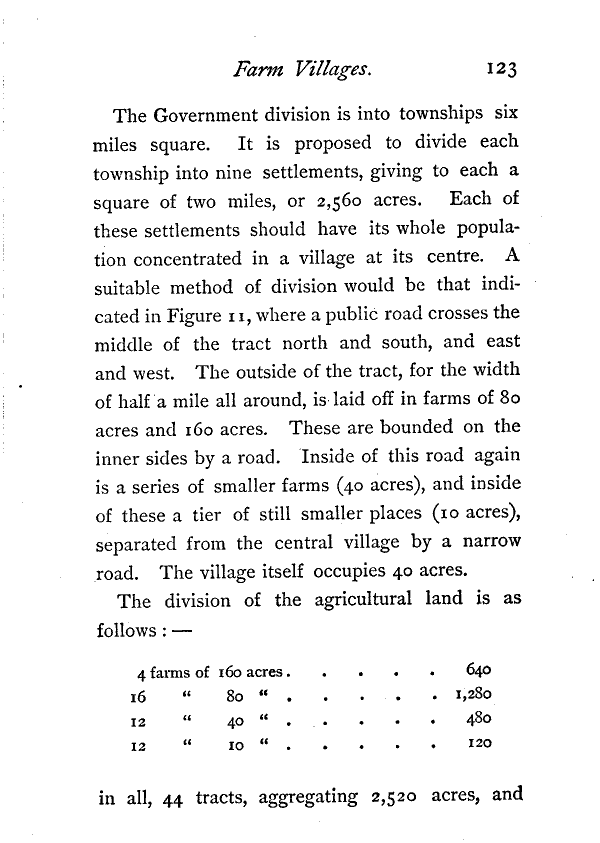 Farm Villages. 123
The Government division is into townships six
miles square. It is proposed to divide each
township into nine settlements, giving to each a
square of two miles, or 2,560 acres. Each of
these settlements should have its whole popula-
tion concentrated in a village at its centre. A
suitable method of division would be that indi-
cated in Figure 11, where a public road crosses the
middle of the tract north and south, and east
and west. The outside of the tract, for the width
of half a mile all around, is laid off in farms of 80
acres and 160 acres. These are bounded on the
inner sides by a road. Inside of this road again
is a series of smaller farms (40 acres), and inside
of these a tier of still smaller places (10 acres),
separated from the central village by a narrow
road. The village itself occupies 40 acres.
The division of the agricultural land is as
follows : —
4 farms of 160 acres . . . . . . 640
16 " 80 " . . . . . 1,280
12 " 40 " . . . . . 480
12 " 10 " . . . . . 120
in all, 44 tracts, aggregating 2,520 acres, and